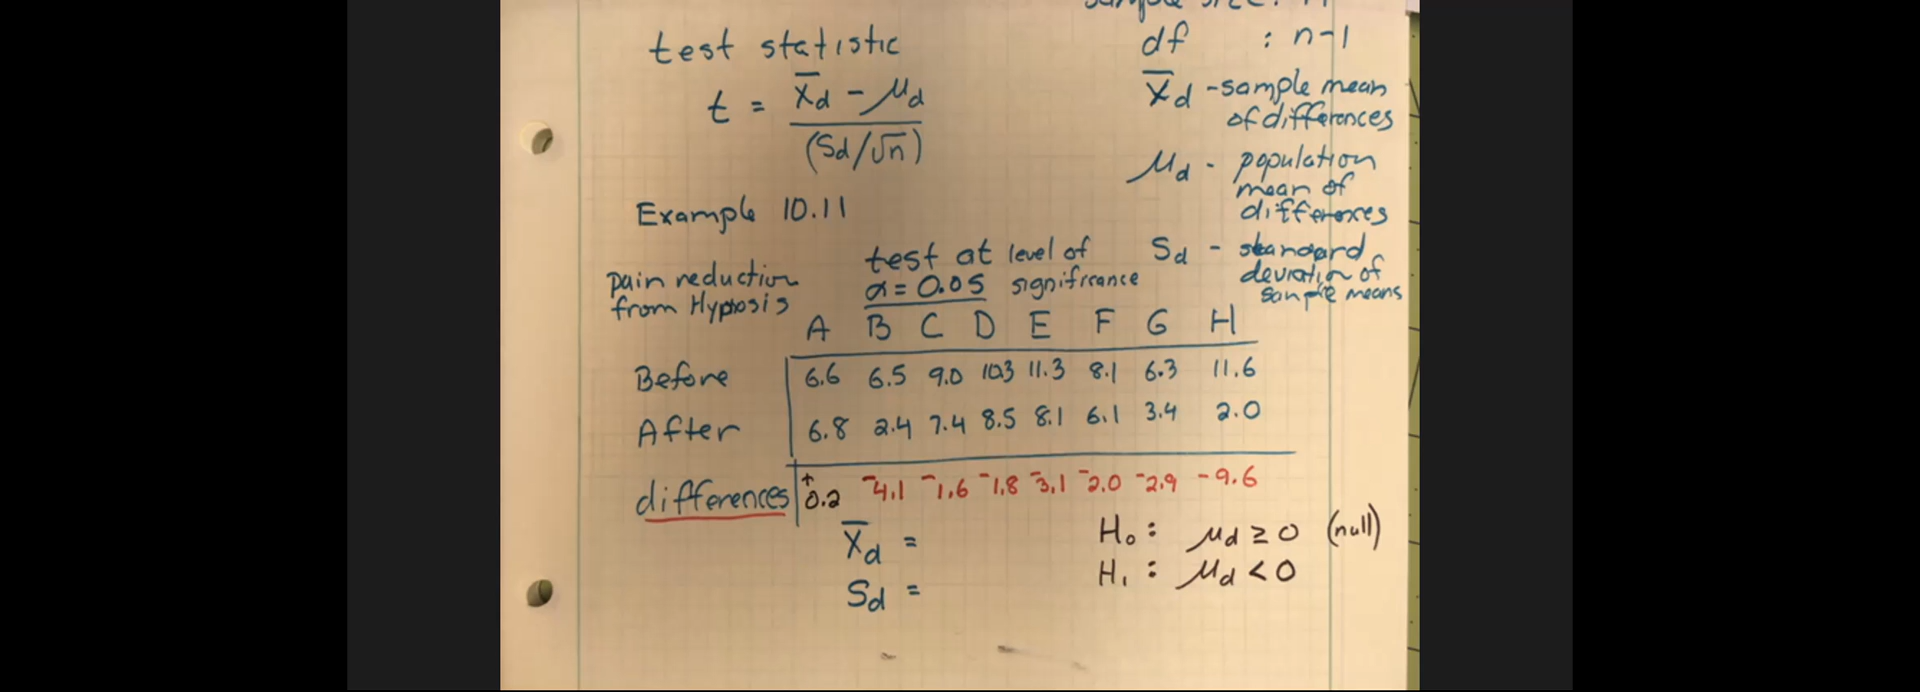 test statistic
t = (x̄d - μd) / (Sd/√n)
df : n-1
x̄d - sample mean
of differences
μd - population
mean of
differences
Example 10.11
Sd - standard
deviation of
sample means
pain reduction
from Hypnosis
test at level of
α = 0.05 significance
A B C D E F G H
Before 6.6 6.5 9.0 10.3 11.3 8.1 6.3 11.6
After 6.8 2.4 7.4 8.5 8.1 6.1 3.4 2.0
differences +0.2 -4.1 -1.6 -1.8 -3.1 -2.0 -2.9 -9.6
x̄d =
Sd =
H₀: μd ≥ 0 (null)
H₁: μd < 0